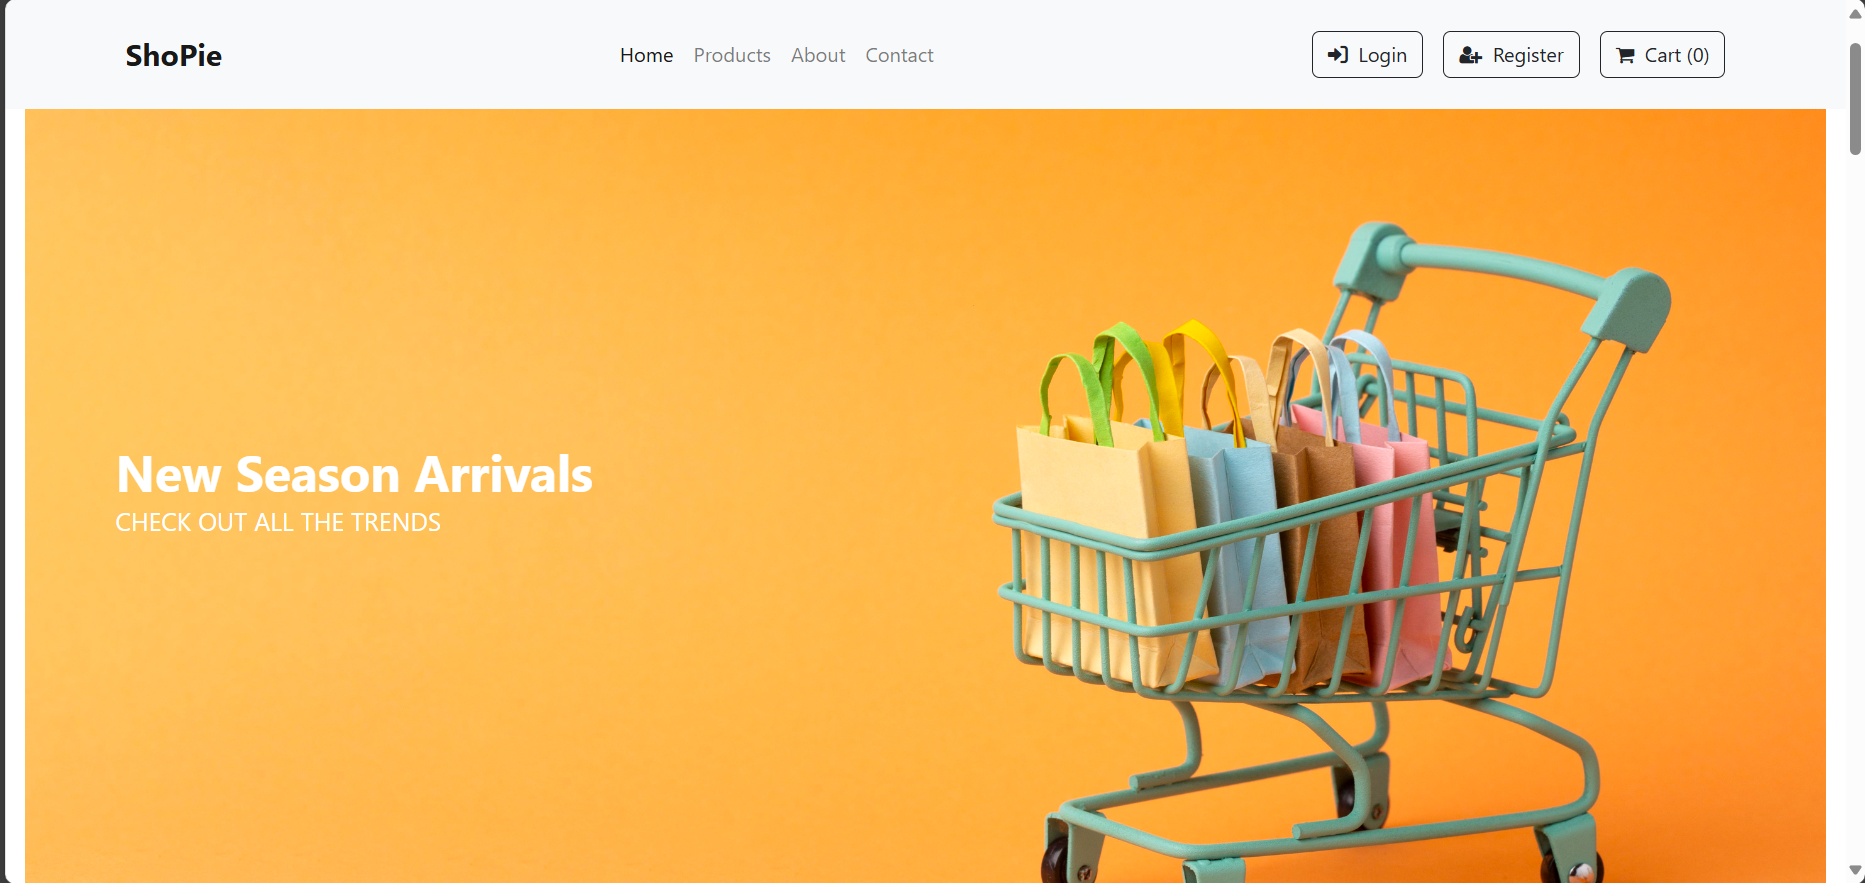 ShoPie
Home Products About Contact
Login Register Cart (0)
New Season Arrivals
CHECK OUT ALL THE TRENDS